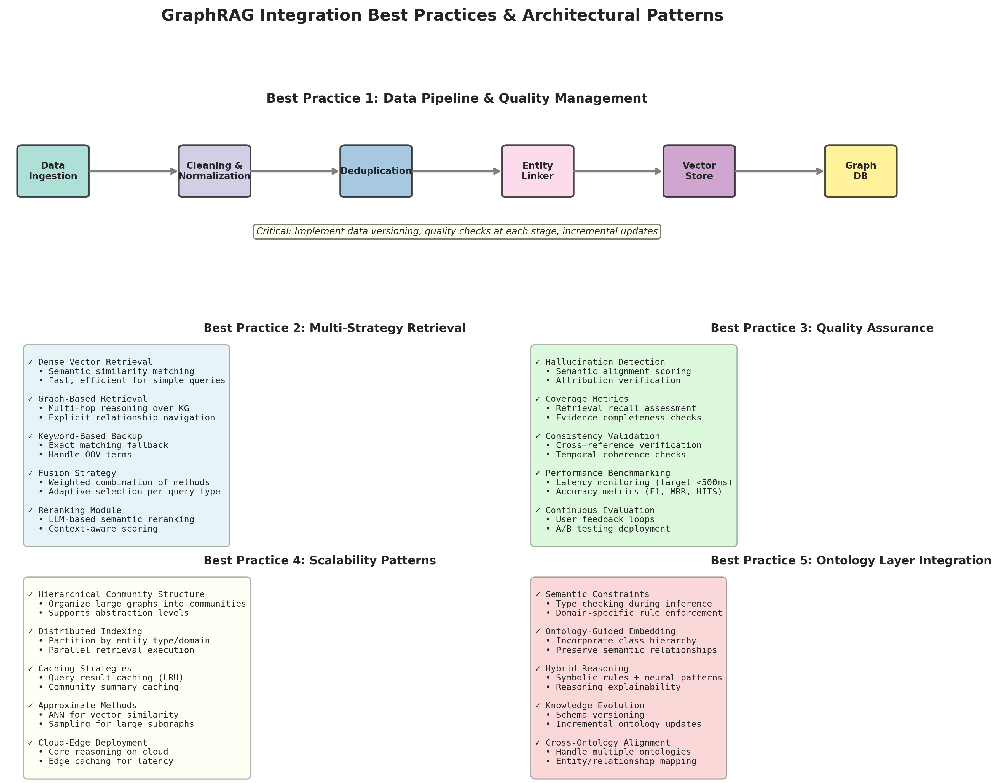 GraphRAG Integration Best Practices & Architectural Patterns
Best Practice 1: Data Pipeline & Quality Management
Data
Ingestion
Cleaning &
Normalization
Deduplication
Entity
Linker
Vector
Store
Graph
DB
Critical: Implement data versioning, quality checks at each stage, incremental updates
Best Practice 2: Multi-Strategy Retrieval
✓ Dense Vector Retrieval
• Semantic similarity matching
• Fast, efficient for simple queries
✓ Graph-Based Retrieval
• Multi-hop reasoning over KG
• Explicit relationship navigation
✓ Keyword-Based Backup
• Exact matching fallback
• Handle OOV terms
✓ Fusion Strategy
• Weighted combination of methods
• Adaptive selection per query type
✓ Reranking Module
• LLM-based semantic reranking
• Context-aware scoring
Best Practice 3: Quality Assurance
✓ Hallucination Detection
• Semantic alignment scoring
• Attribution verification
✓ Coverage Metrics
• Retrieval recall assessment
• Evidence completeness checks
✓ Consistency Validation
• Cross-reference verification
• Temporal coherence checks
✓ Performance Benchmarking
• Latency monitoring (target <500ms)
• Accuracy metrics (F1, MRR, HITS)
✓ Continuous Evaluation
• User feedback loops
• A/B testing deployment
Best Practice 4: Scalability Patterns
✓ Hierarchical Community Structure
• Organize large graphs into communities
• Supports abstraction levels
✓ Distributed Indexing
• Partition by entity type/domain
• Parallel retrieval execution
✓ Caching Strategies
• Query result caching (LRU)
• Community summary caching
✓ Approximate Methods
• ANN for vector similarity
• Sampling for large subgraphs
✓ Cloud-Edge Deployment
• Core reasoning on cloud
• Edge caching for latency
Best Practice 5: Ontology Layer Integration
✓ Semantic Constraints
• Type checking during inference
• Domain-specific rule enforcement
✓ Ontology-Guided Embedding
• Incorporate class hierarchy
• Preserve semantic relationships
✓ Hybrid Reasoning
• Symbolic rules + neural patterns
• Reasoning explainability
✓ Knowledge Evolution
• Schema versioning
• Incremental ontology updates
✓ Cross-Ontology Alignment
• Handle multiple ontologies
• Entity/relationship mapping